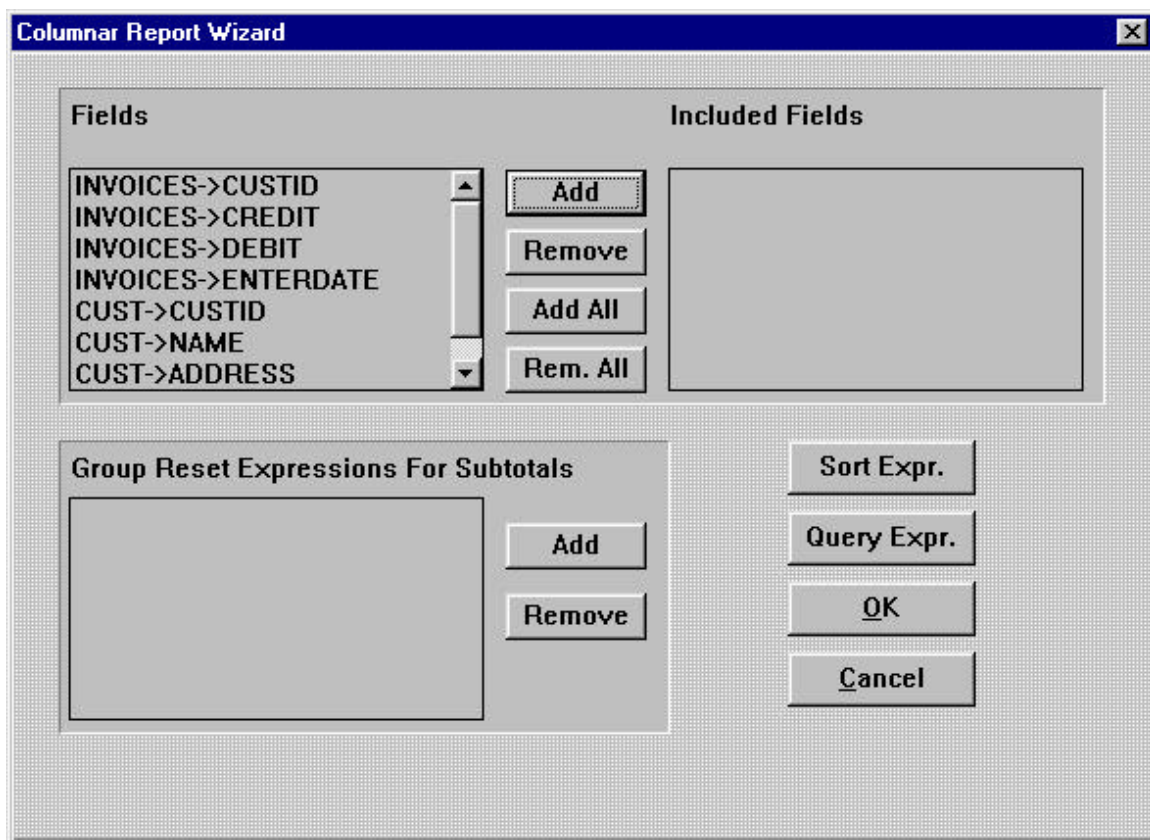 Columnar Report Wizard
Fields
Included Fields
INVOICES->CUSTID
INVOICES->CREDIT
INVOICES->DEBIT
INVOICES->ENTERDATE
CUST->CUSTID
CUST->NAME
CUST->ADDRESS
Add
Remove
Add All
Rem. All
Group Reset Expressions For Subtotals
Add
Remove
Sort Expr.
Query Expr.
OK
Cancel